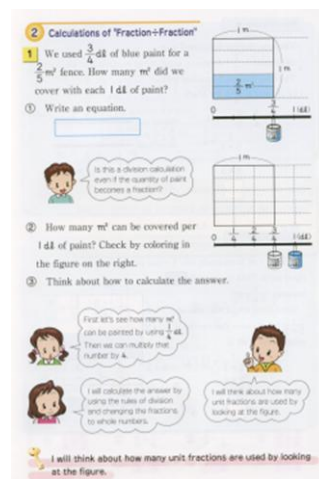 2 Calculations of "Fraction÷Fraction"
1 We used 3/4 dℓ of blue paint for a
2/5 m² fence. How many m² did we
cover with each 1 dℓ of paint?
① Write an equation.
1 m
1 m
2/5 m²
0 3/4 1 (dℓ)
Is this a division calculation
even if the quantity of paint
becomes a fraction?
1 m
0 1/4 2/4 3/4 1 (dℓ)
② How many m² can be covered per
1 dℓ of paint? Check by coloring in
the figure on the right.
③ Think about how to calculate the answer.
First let's see how many m²
can be painted by using 1/4 dℓ.
Then we can multiply that
number by 4.
I will calculate the answer by
using the rules of division
and changing the fractions
to whole numbers.
I will think about how many
unit fractions are used by
looking at the figure.
I will think about how many unit fractions are used by looking
at the figure.